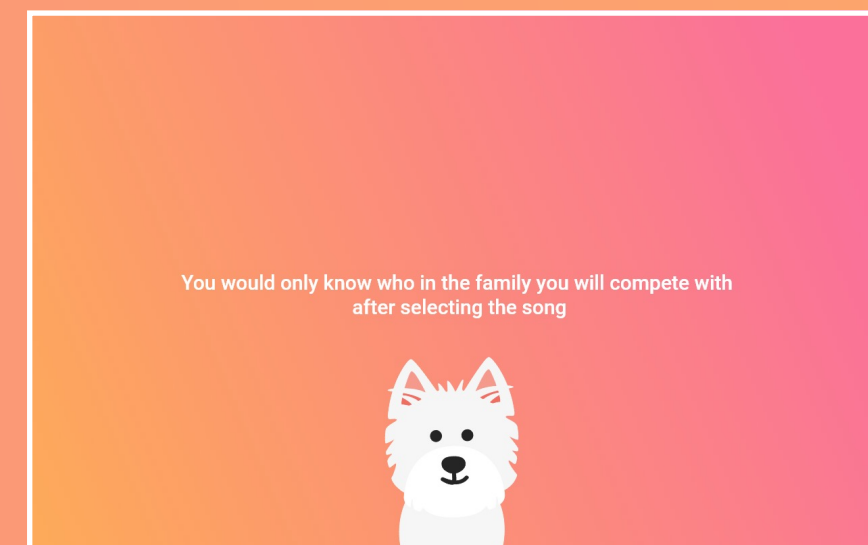 You would only know who in the family you will compete with
after selecting the song